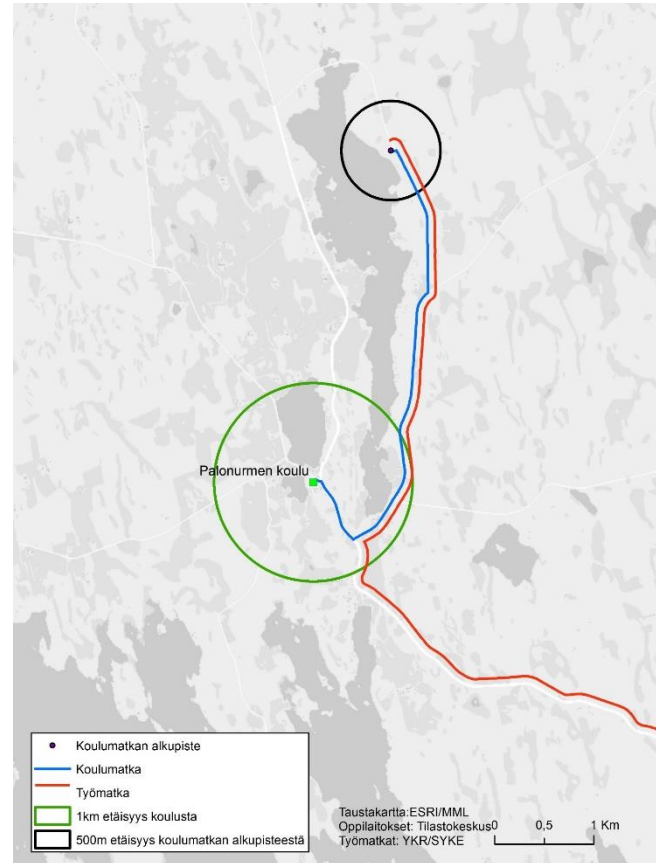 Palonurmen koulu
Koulumatkan alkupiste
Koulumatka
Työmatka
1km etäisyys koulusta
500m etäisyys koulumatkan alkupisteestä
Taustakartta:ESRI/MML
Oppilaitokset: Tilastokeskus
Työmatkat: YKR/SYKE
0 0,5 1 Km